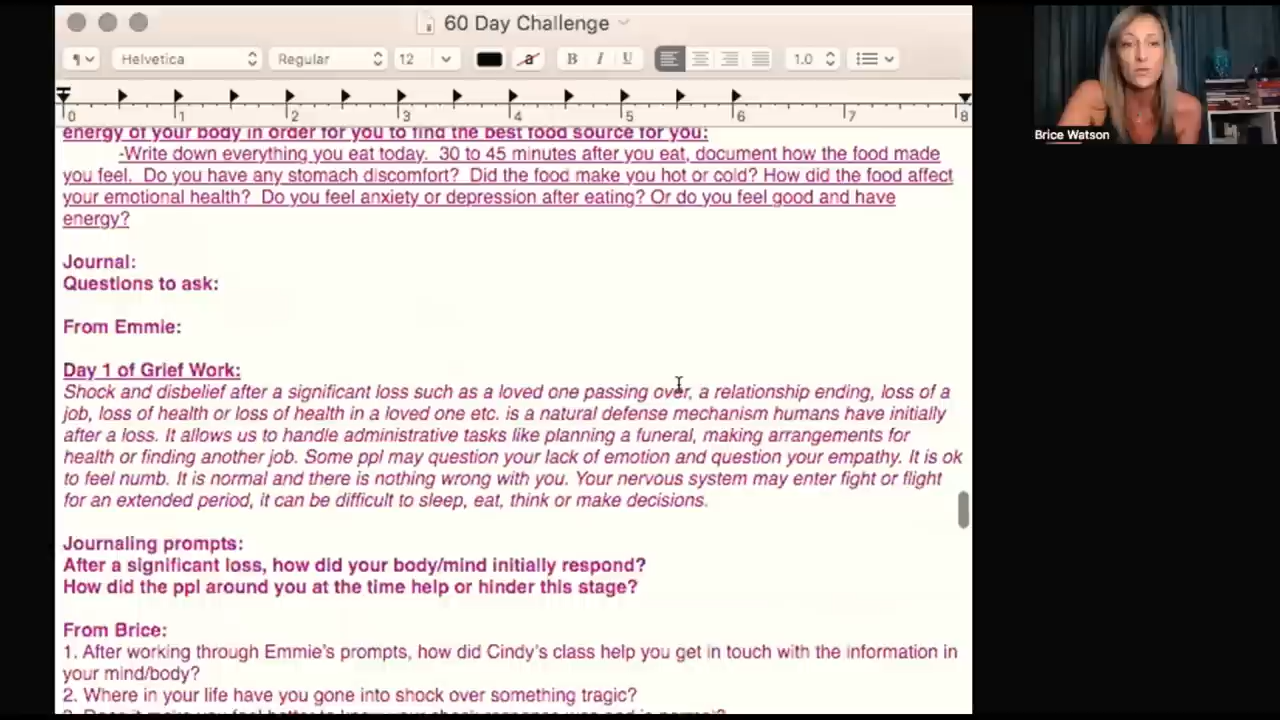 60 Day Challenge
Helvetica Regular 12 a B I U 1.0
0 1 2 3 4 5 6 7 8
energy of your body in order for you to find the best food source for you:
-Write down everything you eat today. 30 to 45 minutes after you eat, document how the food made
you feel. Do you have any stomach discomfort? Did the food make you hot or cold? How did the food affect
your emotional health? Do you feel anxiety or depression after eating? Or do you feel good and have
energy?
Journal:
Questions to ask:
From Emmie:
Day 1 of Grief Work:
Shock and disbelief after a significant loss such as a loved one passing over, a relationship ending, loss of a
job, loss of health or loss of health in a loved one etc. is a natural defense mechanism humans have initially
after a loss. It allows us to handle administrative tasks like planning a funeral, making arrangements for
health or finding another job. Some ppl may question your lack of emotion and question your empathy. It is ok
to feel numb. It is normal and there is nothing wrong with you. Your nervous system may enter fight or flight
for an extended period, it can be difficult to sleep, eat, think or make decisions.
Journaling prompts:
After a significant loss, how did your body/mind initially respond?
How did the ppl around you at the time help or hinder this stage?
From Brice:
1. After working through Emmie's prompts, how did Cindy's class help you get in touch with the information in
your mind/body?
2. Where in your life have you gone into shock over something tragic?
Brice Watson